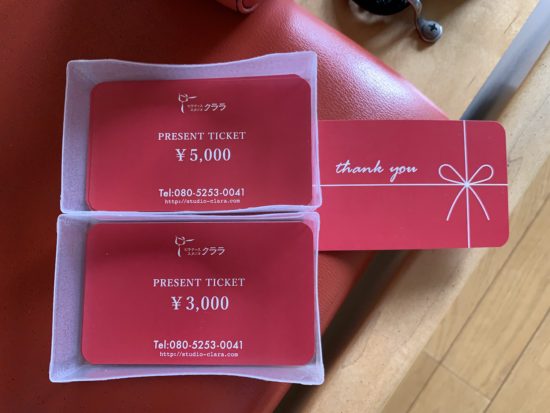 クララ
PRESENT TICKET
¥5,000
Tel:080-5253-0041
http://studio-clara.com
thank you
クララ
PRESENT TICKET
¥3,000
Tel:080-5253-0041
http://studio-clara.com